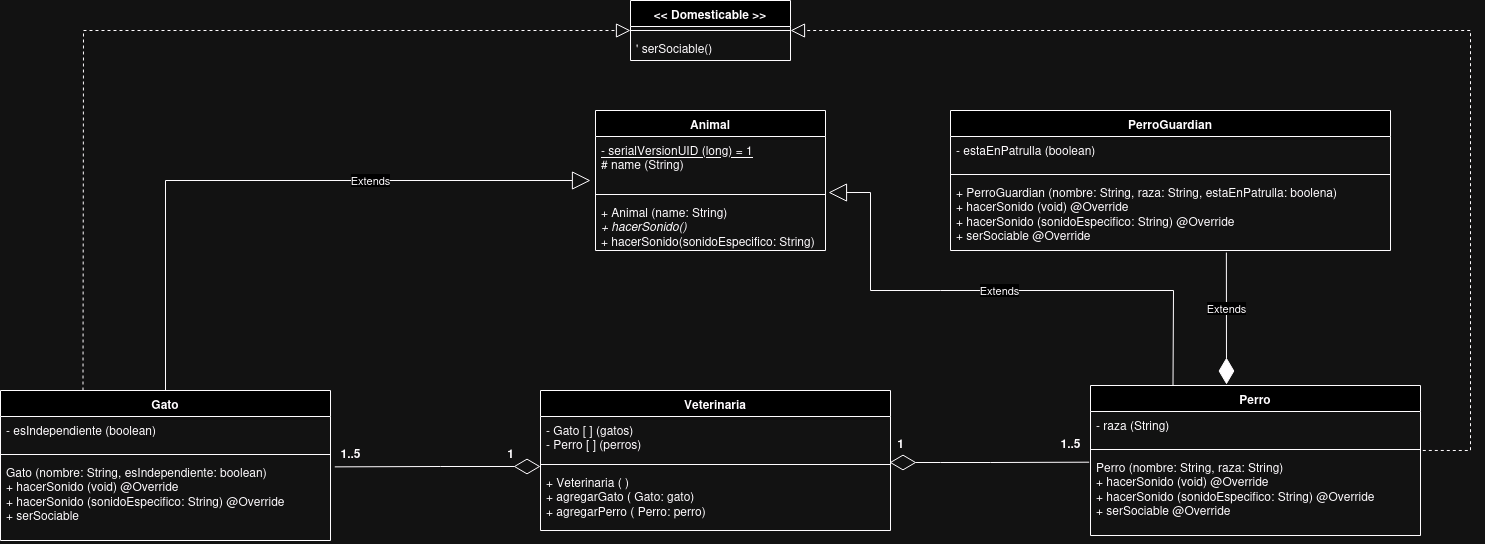 << Domesticable >>
' serSociable()
Animal
- serialVersionUID (long) = 1
# name (String)
+ Animal (name: String)
+ hacerSonido()
+ hacerSonido(sonidoEspecifico: String)
PerroGuardian
- estaEnPatrulla (boolean)
+ PerroGuardian (nombre: String, raza: String, estaEnPatrulla: boolena)
+ hacerSonido (void) @Override
+ hacerSonido (sonidoEspecifico: String) @Override
+ serSociable @Override
Extends
Extends
Extends
Gato
- esIndependiente (boolean)
Gato (nombre: String, esIndependiente: boolean)
+ hacerSonido (void) @Override
+ hacerSonido (sonidoEspecifico: String) @Override
+ serSociable
1..5
1
Veterinaria
- Gato [ ] (gatos)
- Perro [ ] (perros)
+ Veterinaria ( )
+ agregarGato ( Gato: gato)
+ agregarPerro ( Perro: perro)
1
1..5
Perro
- raza (String)
Perro (nombre: String, raza: String)
+ hacerSonido (void) @Override
+ hacerSonido (sonidoEspecifico: String) @Override
+ serSociable @Override